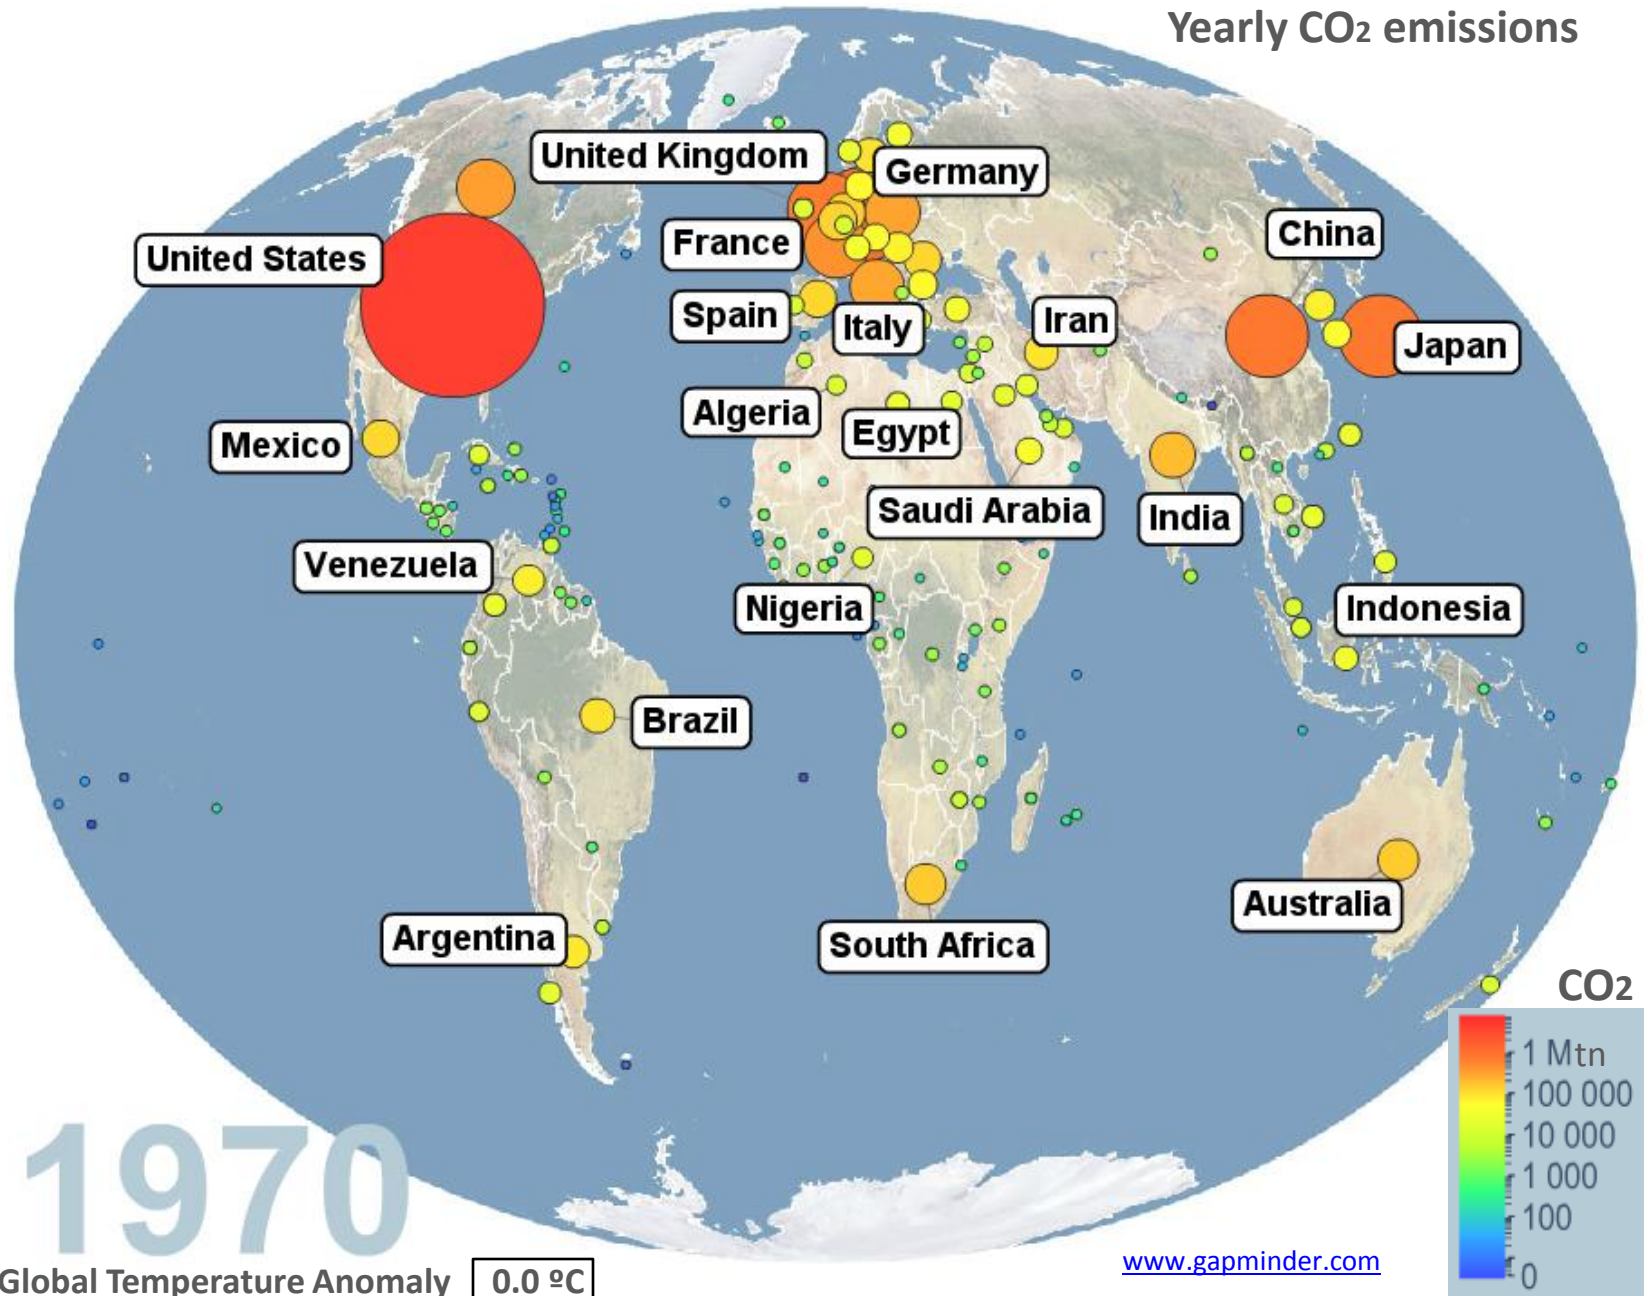 Yearly CO2 emissions
United Kingdom
Germany
China
France
United States
Spain
Italy
Iran
Japan
Algeria
Egypt
Mexico
Saudi Arabia
India
Venezuela
Nigeria
Indonesia
Brazil
Australia
Argentina
South Africa
CO2
1 Mtn
100 000
10 000
1 000
100
0
1970
www.gapminder.com
Global Temperature Anomaly 0.0 ºC